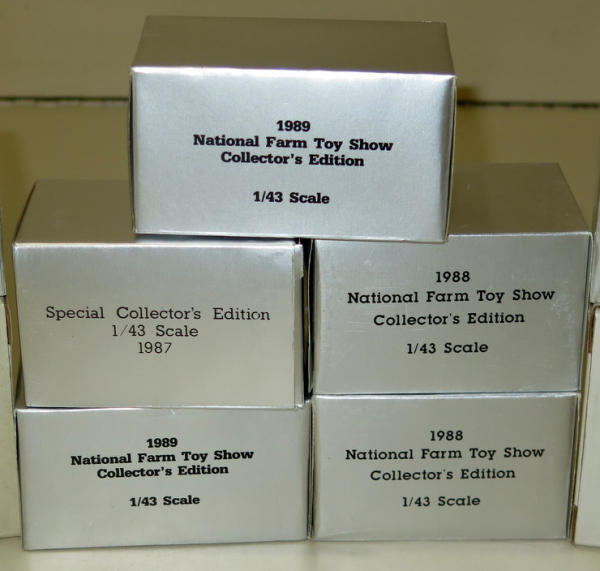 1989
National Farm Toy Show
Collector's Edition
1/43 Scale
Special Collector's Edition
1/43 Scale
1987
1988
National Farm Toy Show
Collector's Edition
1/43 Scale
1989
National Farm Toy Show
Collector's Edition
1/43 Scale
1988
National Farm Toy Show
Collector's Edition
1/43 Scale